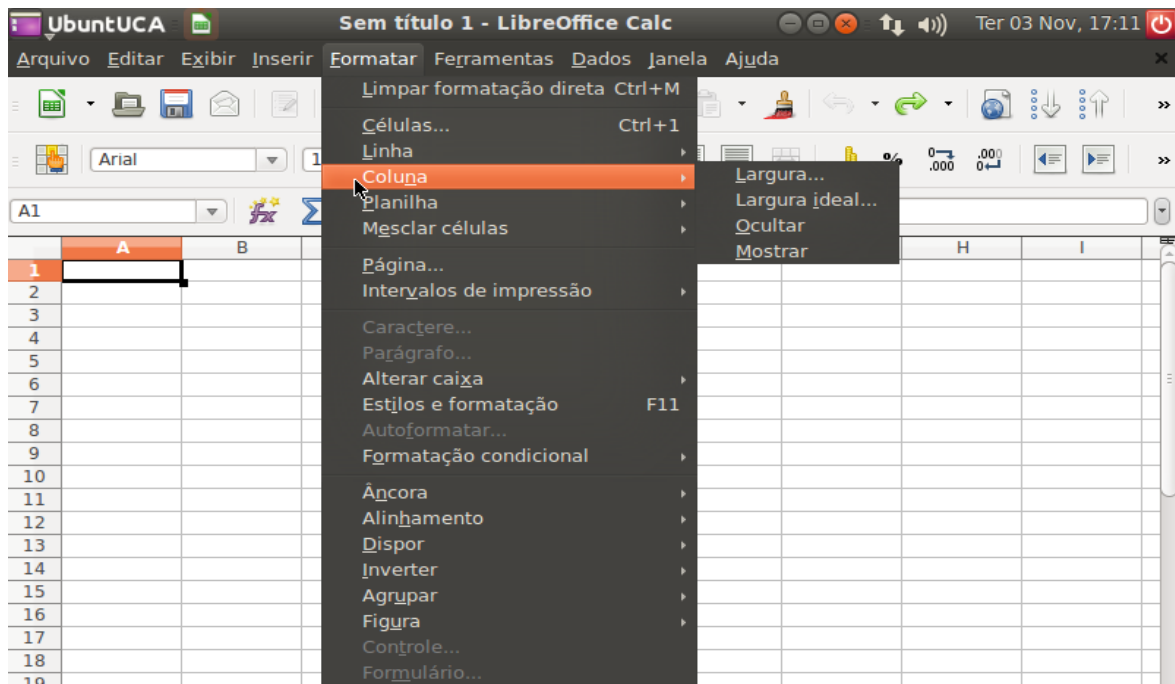 UbuntUCA Sem título 1 - LibreOffice Calc Ter 03 Nov, 17:11
Arquivo Editar Exibir Inserir Formatar Ferramentas Dados Janela Ajuda
Limpar formatação direta Ctrl+M
Células... Ctrl+1
Linha
Coluna
Planilha
Mesclar células
Página...
Intervalos de impressão
Caractere...
Parágrafo...
Alterar caixa
Estilos e formatação F11
Autoformatar...
Formatação condicional
Âncora
Alinhamento
Dispor
Inverter
Agrupar
Figura
Controle...
Formulário...
Largura...
Largura ideal...
Ocultar
Mostrar
Arial 1
A1
A B H I
1
2
3
4
5
6
7
8
9
10
11
12
13
14
15
16
17
18
19